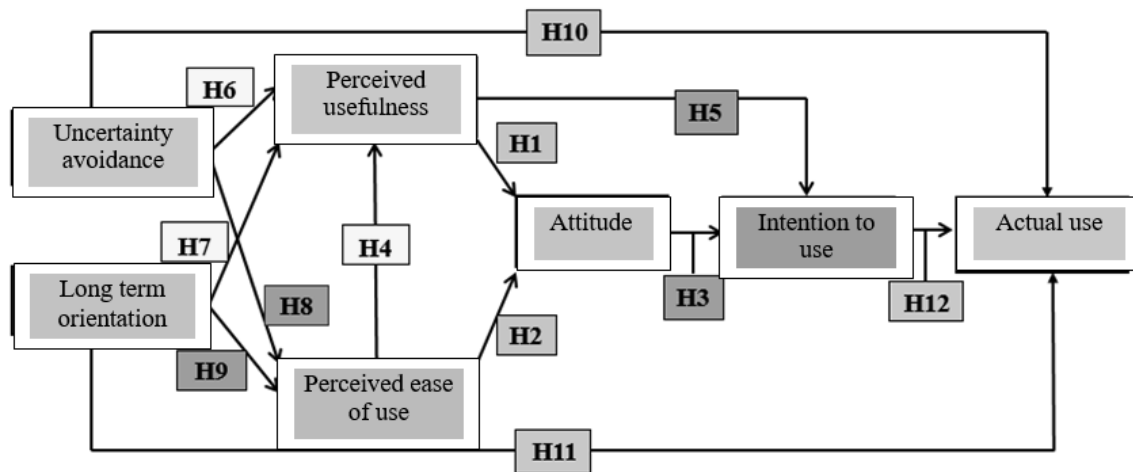 H10
H6
Perceived
usefulness
H5
Uncertainty
avoidance
H1
Attitude
Intention to
use
Actual use
H7
H4
Long term
orientation
H8
H3
H12
H2
H9
Perceived ease
of use
H11